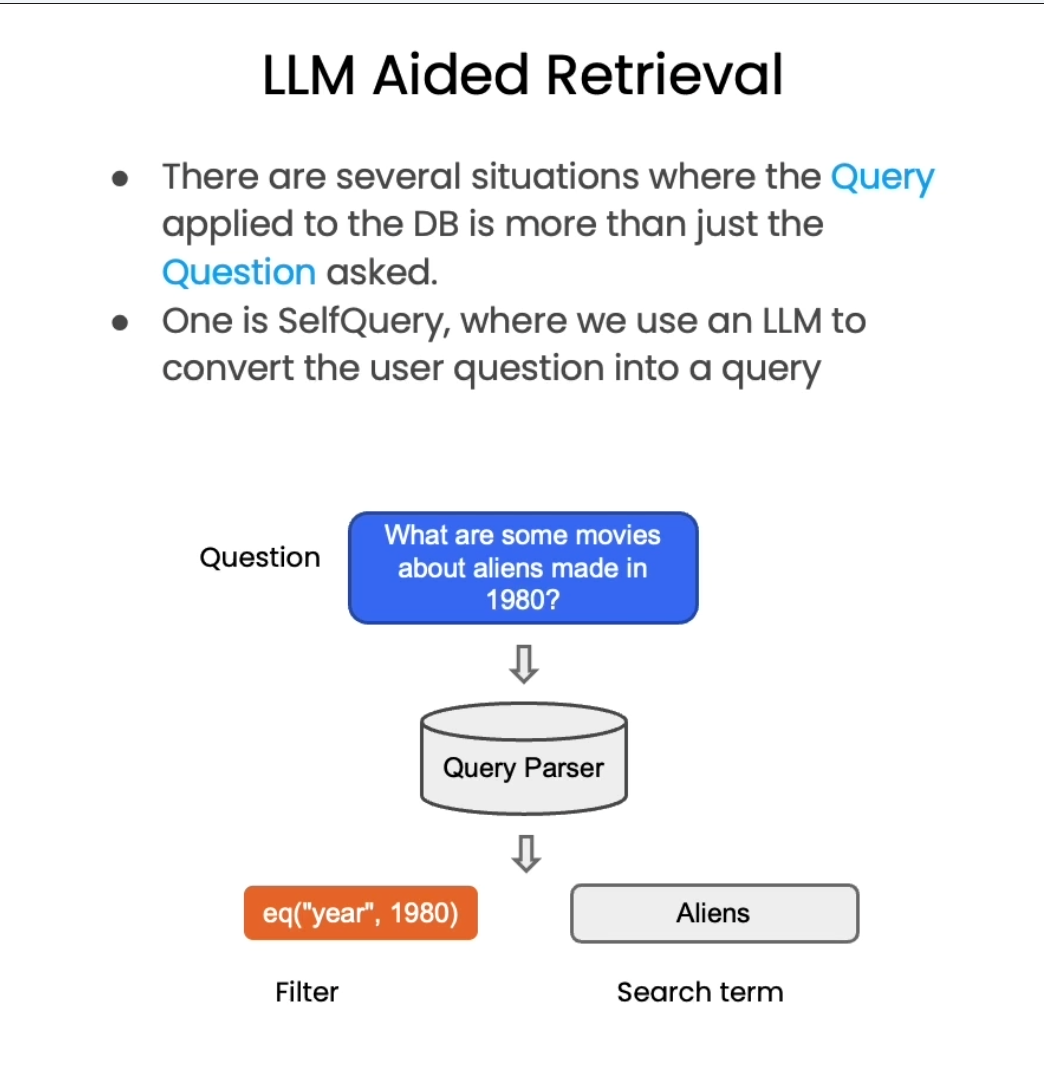 LLM Aided Retrieval
● There are several situations where the Query
applied to the DB is more than just the
Question asked.
● One is SelfQuery, where we use an LLM to
convert the user question into a query
Question
What are some movies
about aliens made in
1980?
Query Parser
eq("year", 1980)
Aliens
Filter
Search term